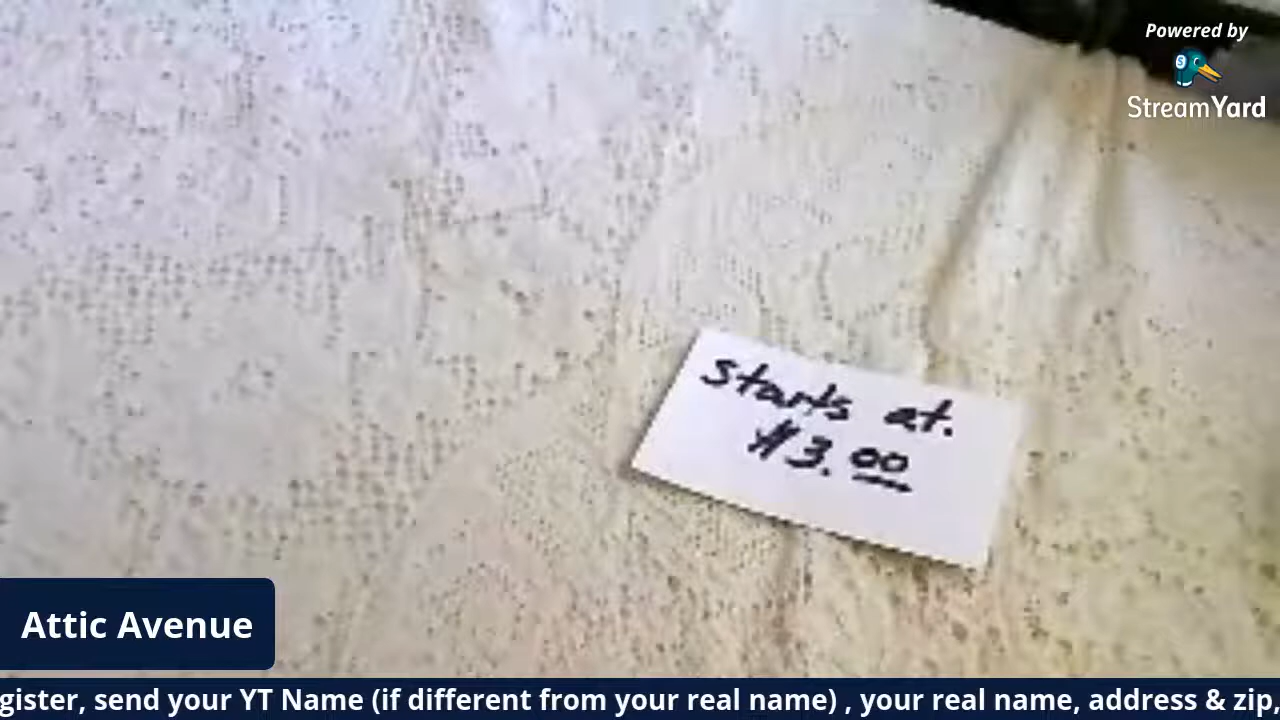 Powered by
StreamYard
starts at.
$3.00
Attic Avenue
gister, send your YT Name (if different from your real name) , your real name, address & zip,